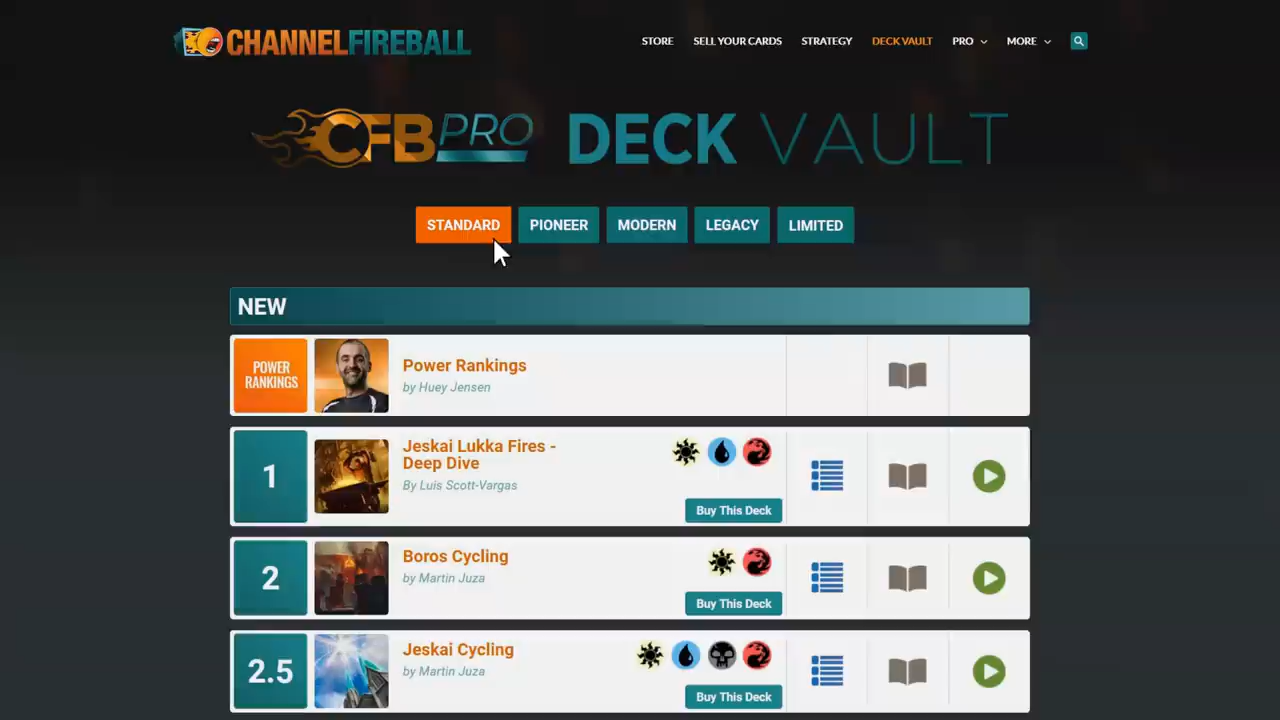 CHANNELFIREBALL
STORE SELL YOUR CARDS STRATEGY DECK VAULT PRO MORE
CFB PRO DECK VAULT
STANDARD PIONEER MODERN LEGACY LIMITED
NEW
POWER
RANKINGS
Power Rankings
by Huey Jensen
1
Jeskai Lukka Fires -
Deep Dive
By Luis Scott-Vargas
Buy This Deck
2
Boros Cycling
by Martin Juza
Buy This Deck
2.5
Jeskai Cycling
by Martin Juza
Buy This Deck